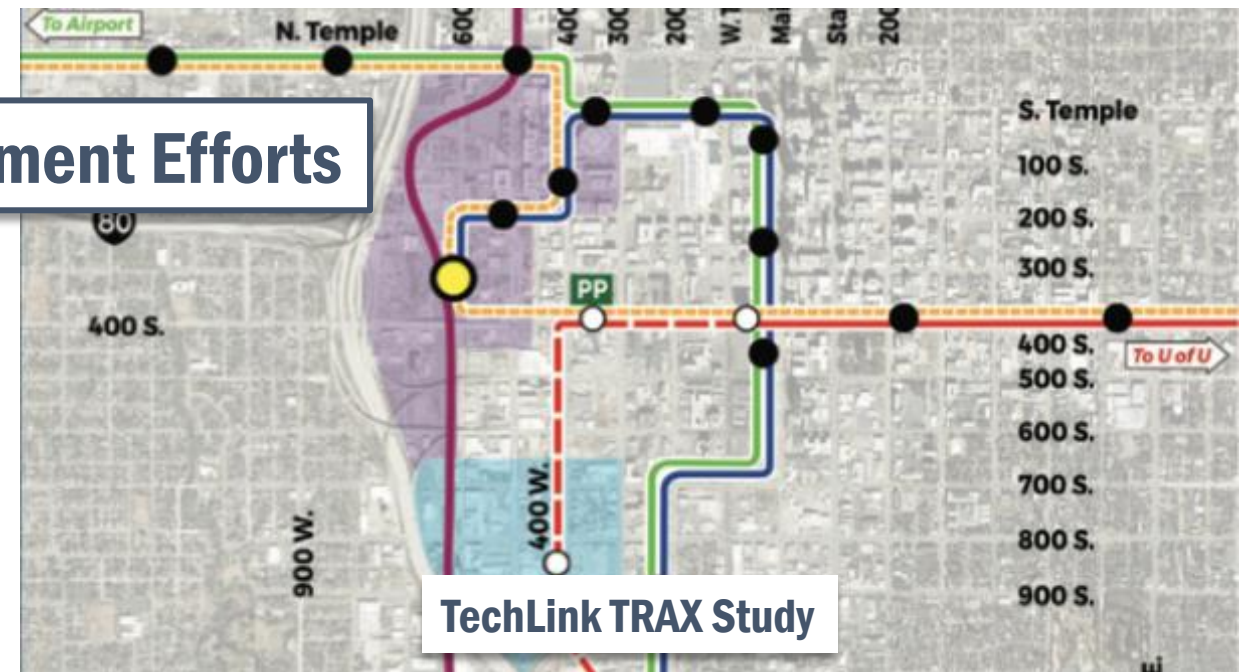 To Airport
N. Temple
600
400
300
200
W. T
Mai
Sta
200
ment Efforts
S. Temple
100 S.
200 S.
300 S.
80
PP
400 S.
400 S.
To U of U
500 S.
600 S.
700 S.
800 S.
900 S.
400 W.
900 W.
TechLink TRAX Study